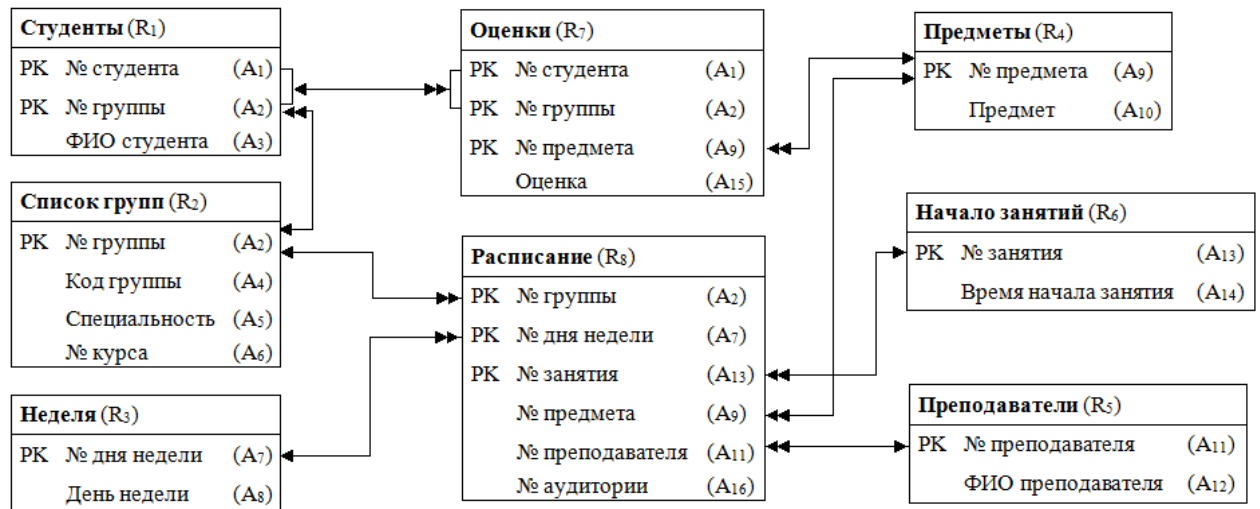 Студенты (R1)
PK № студента (A1)
PK № группы (A2)
ФИО студента (A3)
Список групп (R2)
PK № группы (A2)
Код группы (A4)
Специальность (A5)
№ курса (A6)
Неделя (R3)
PK № дня недели (A7)
День недели (A8)
Оценки (R7)
PK № студента (A1)
PK № группы (A2)
PK № предмета (A9)
Оценка (A15)
Расписание (R8)
PK № группы (A2)
PK № дня недели (A7)
PK № занятия (A13)
№ предмета (A9)
№ преподавателя (A11)
№ аудитории (A16)
Предметы (R4)
PK № предмета (A9)
Предмет (A10)
Начало занятий (R6)
PK № занятия (A13)
Время начала занятия (A14)
Преподаватели (R5)
PK № преподавателя (A11)
ФИО преподавателя (A12)